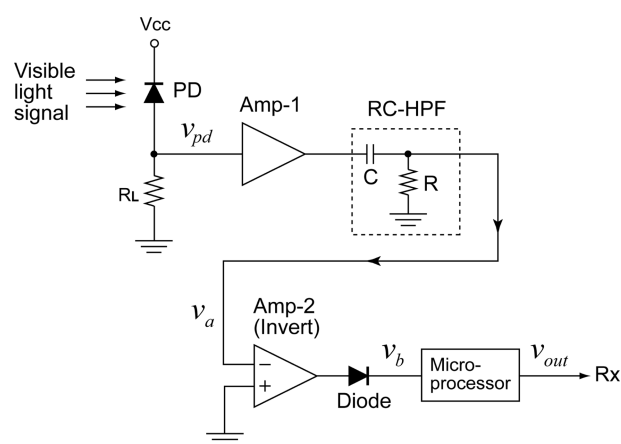 Vcc
Visible
light
signal
PD
Amp-1
RC-HPF
v_pd
C
R
RL
v_a
Amp-2
(Invert)
−
+
v_b
Diode
Micro-
processor
v_out
Rx